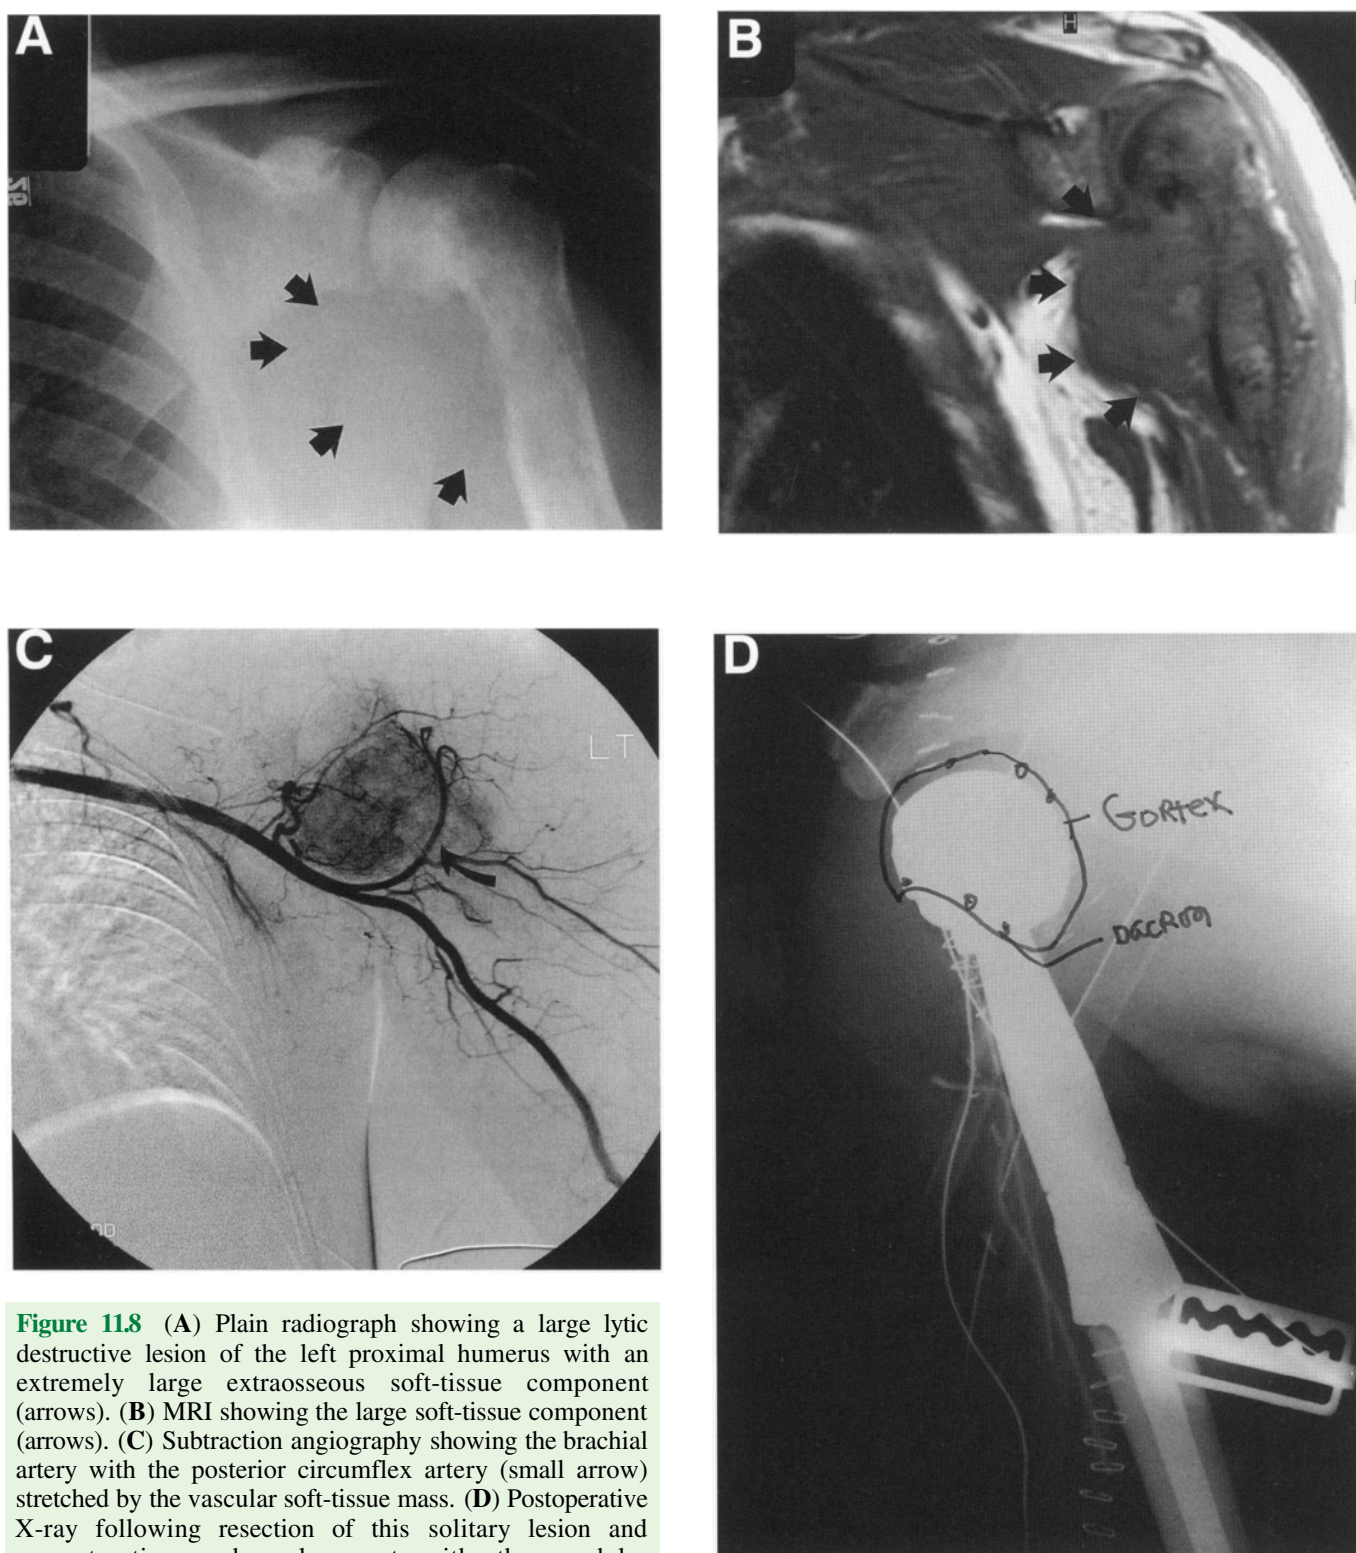 A
B
H
C
LT
D
GORTEX
DACRON
Figure 11.8 (A) Plain radiograph showing a large lytic
destructive lesion of the left proximal humerus with an
extremely large extraosseous soft-tissue component
(arrows). (B) MRI showing the large soft-tissue component
(arrows). (C) Subtraction angiography showing the brachial
artery with the posterior circumflex artery (small arrow)
stretched by the vascular soft-tissue mass. (D) Postoperative
X-ray following resection of this solitary lesion and